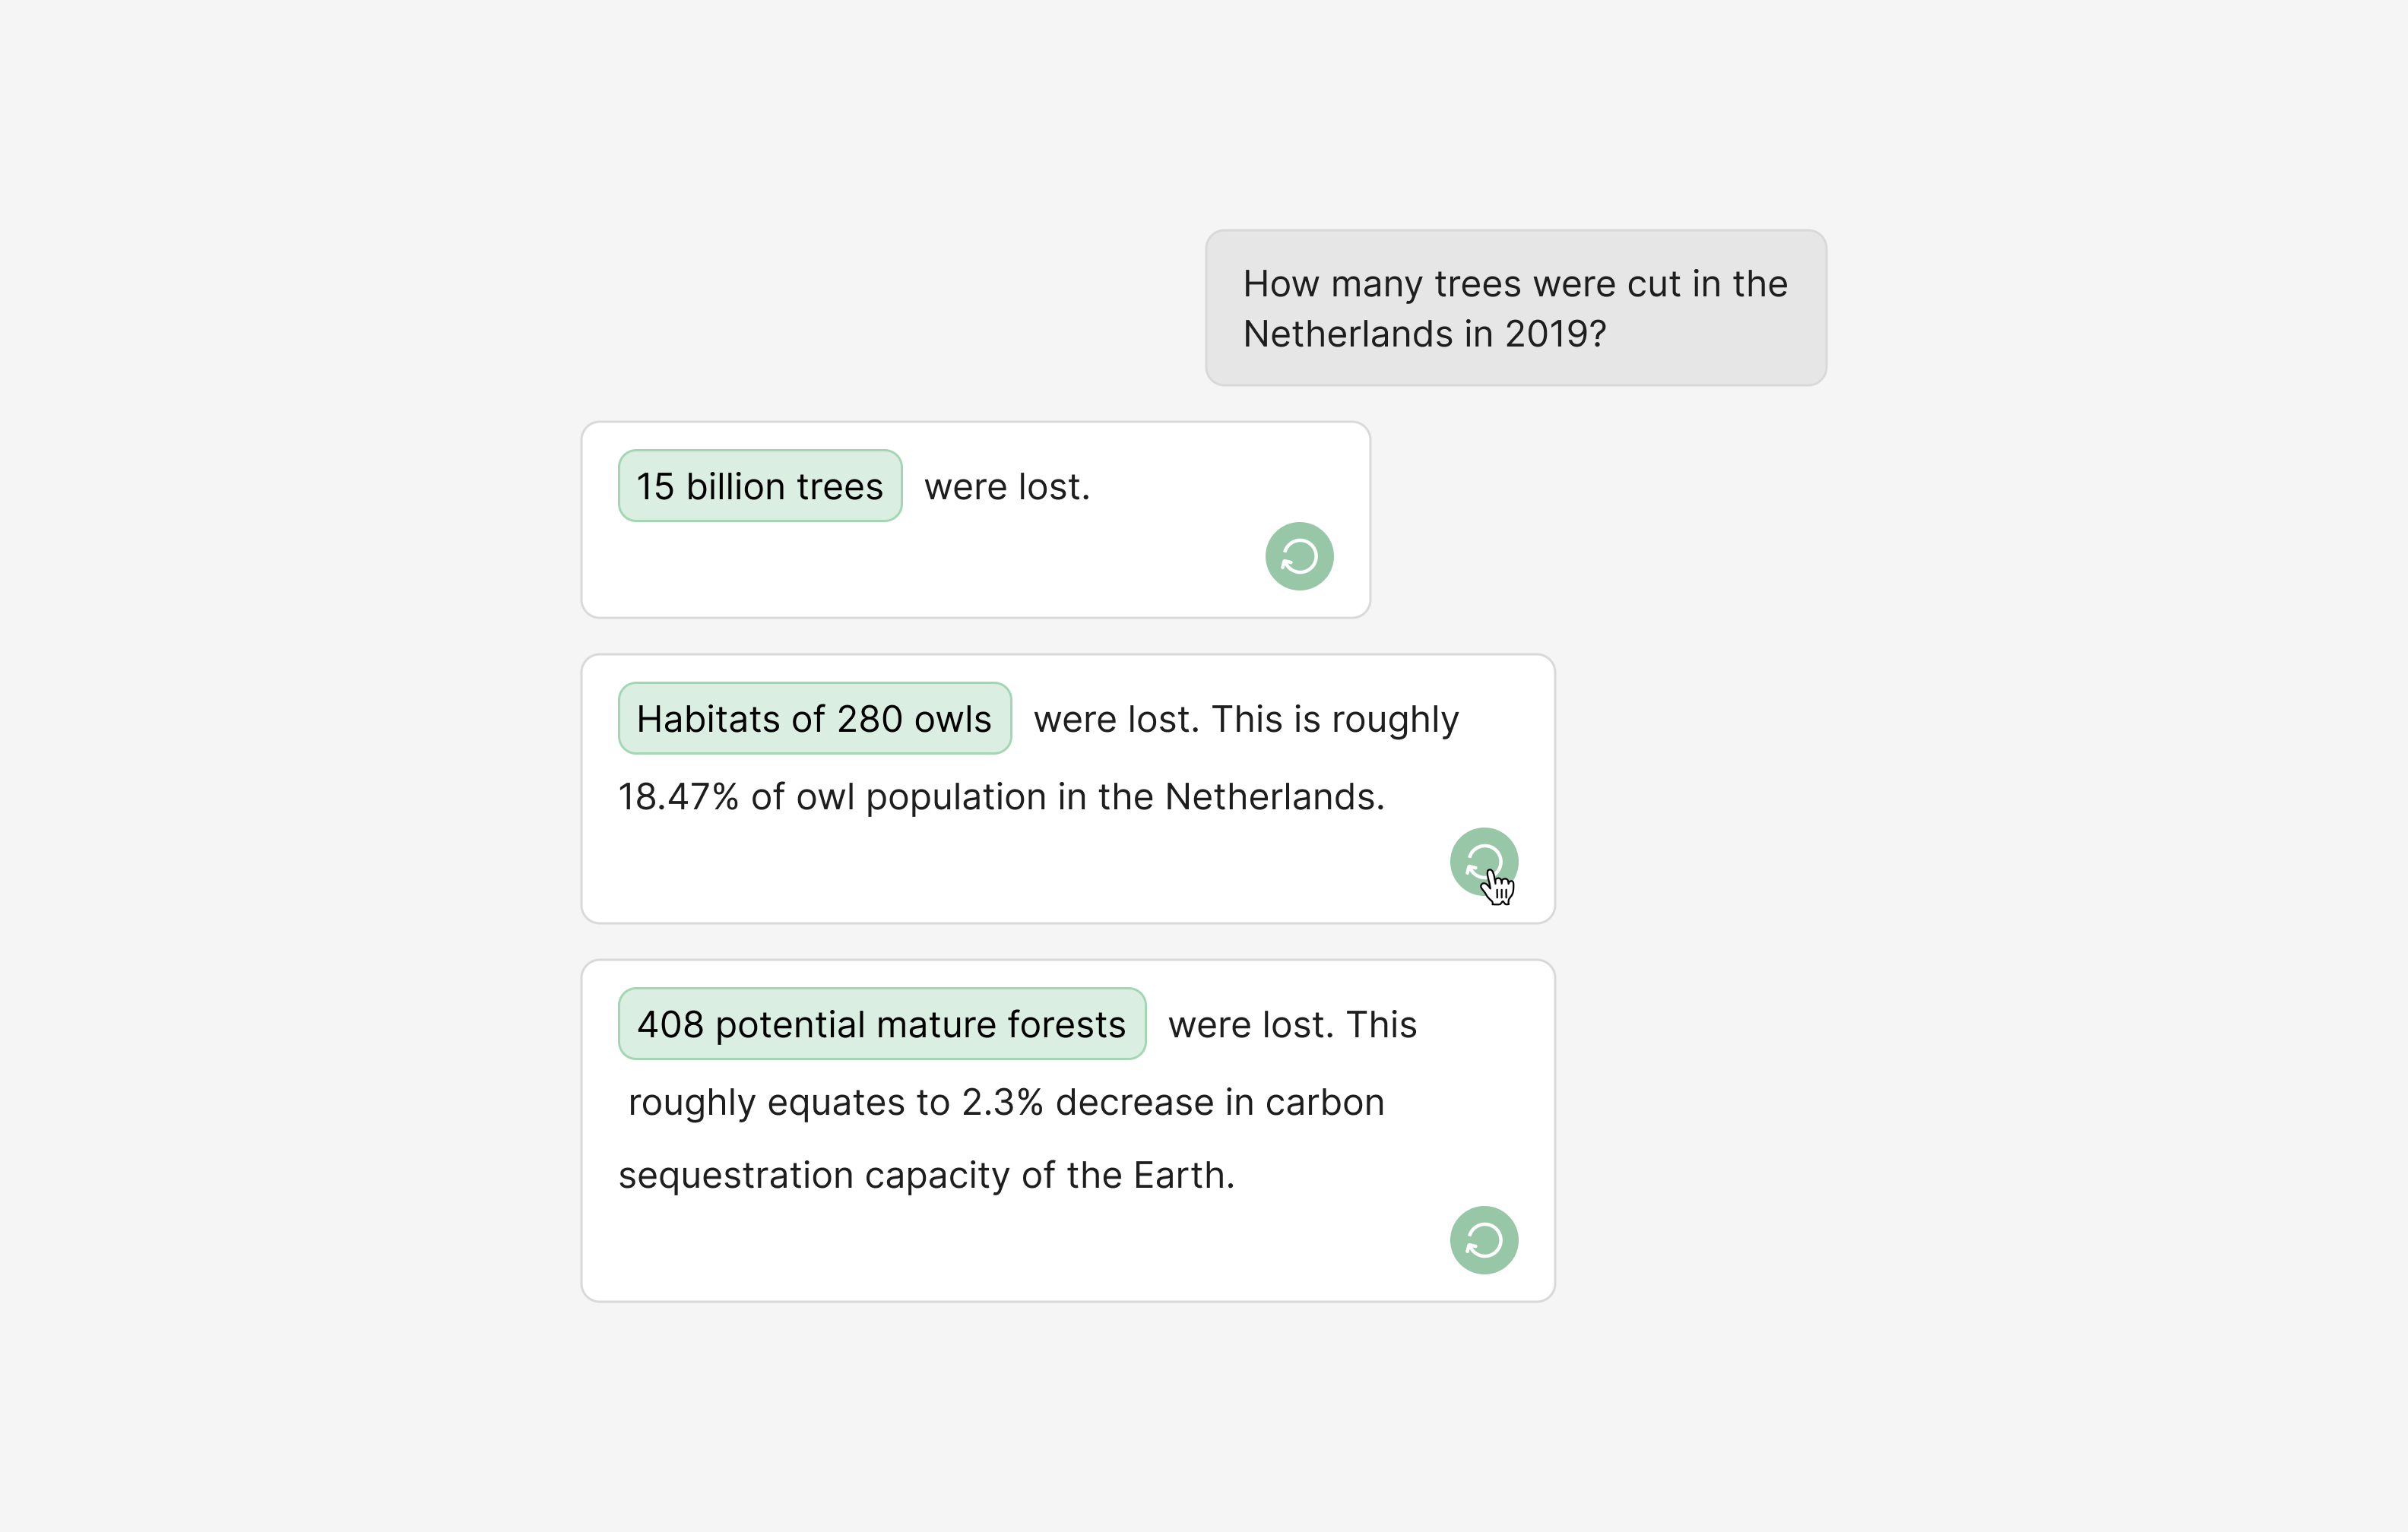 How many trees were cut in the
Netherlands in 2019?
15 billion trees were lost.
Habitats of 280 owls were lost. This is roughly
18.47% of owl population in the Netherlands.
408 potential mature forests were lost. This
roughly equates to 2.3% decrease in carbon
sequestration capacity of the Earth.